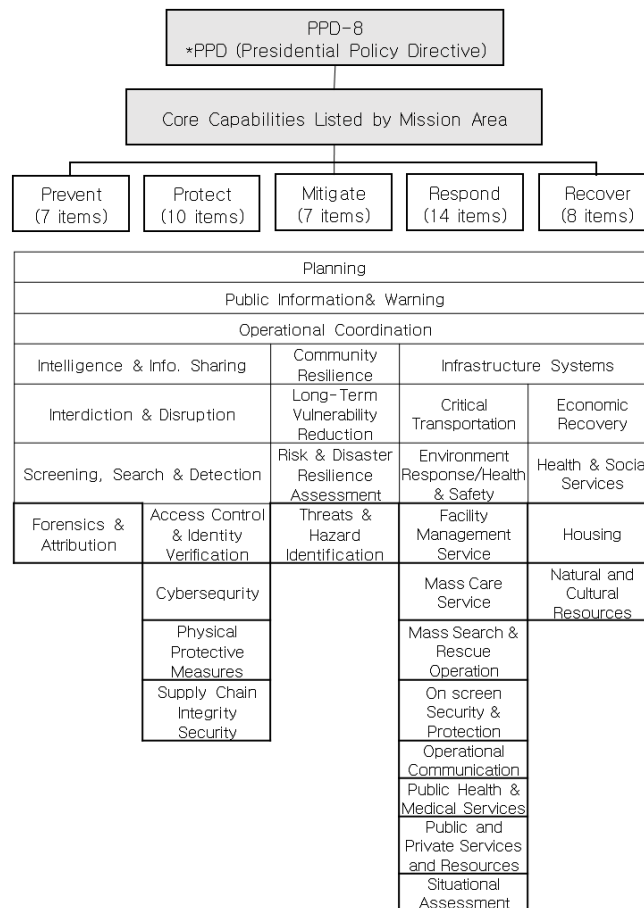 PPD-8
*PPD (Presidential Policy Directive)
Core Capabilities Listed by Mission Area
Prevent
(7 items)
Protect
(10 items)
Mitigate
(7 items)
Respond
(14 items)
Recover
(8 items)
Planning
Public Information& Warning
Operational Coordination
Intelligence & Info. Sharing
Community
Resilience
Infrastructure Systems
Interdiction & Disruption
Long-Term
Vulnerability
Reduction
Critical
Transportation
Economic
Recovery
Screening, Search & Detection
Risk & Disaster
Resilience
Assessment
Environment
Response/Health
& Safety
Health & Social
Services
Forensics &
Attribution
Access Control
& Identity
Verification
Threats &
Hazard
Identification
Facility
Management
Service
Housing
Cybersequrity
Mass Care
Service
Natural and
Cultural
Resources
Physical
Protective
Measures
Mass Search &
Rescue
Operation
Supply Chain
Integrity
Security
On screen
Security &
Protection
Operational
Communication
Public Health &
Medical Services
Public and
Private Services
and Resources
Situational
Assessment